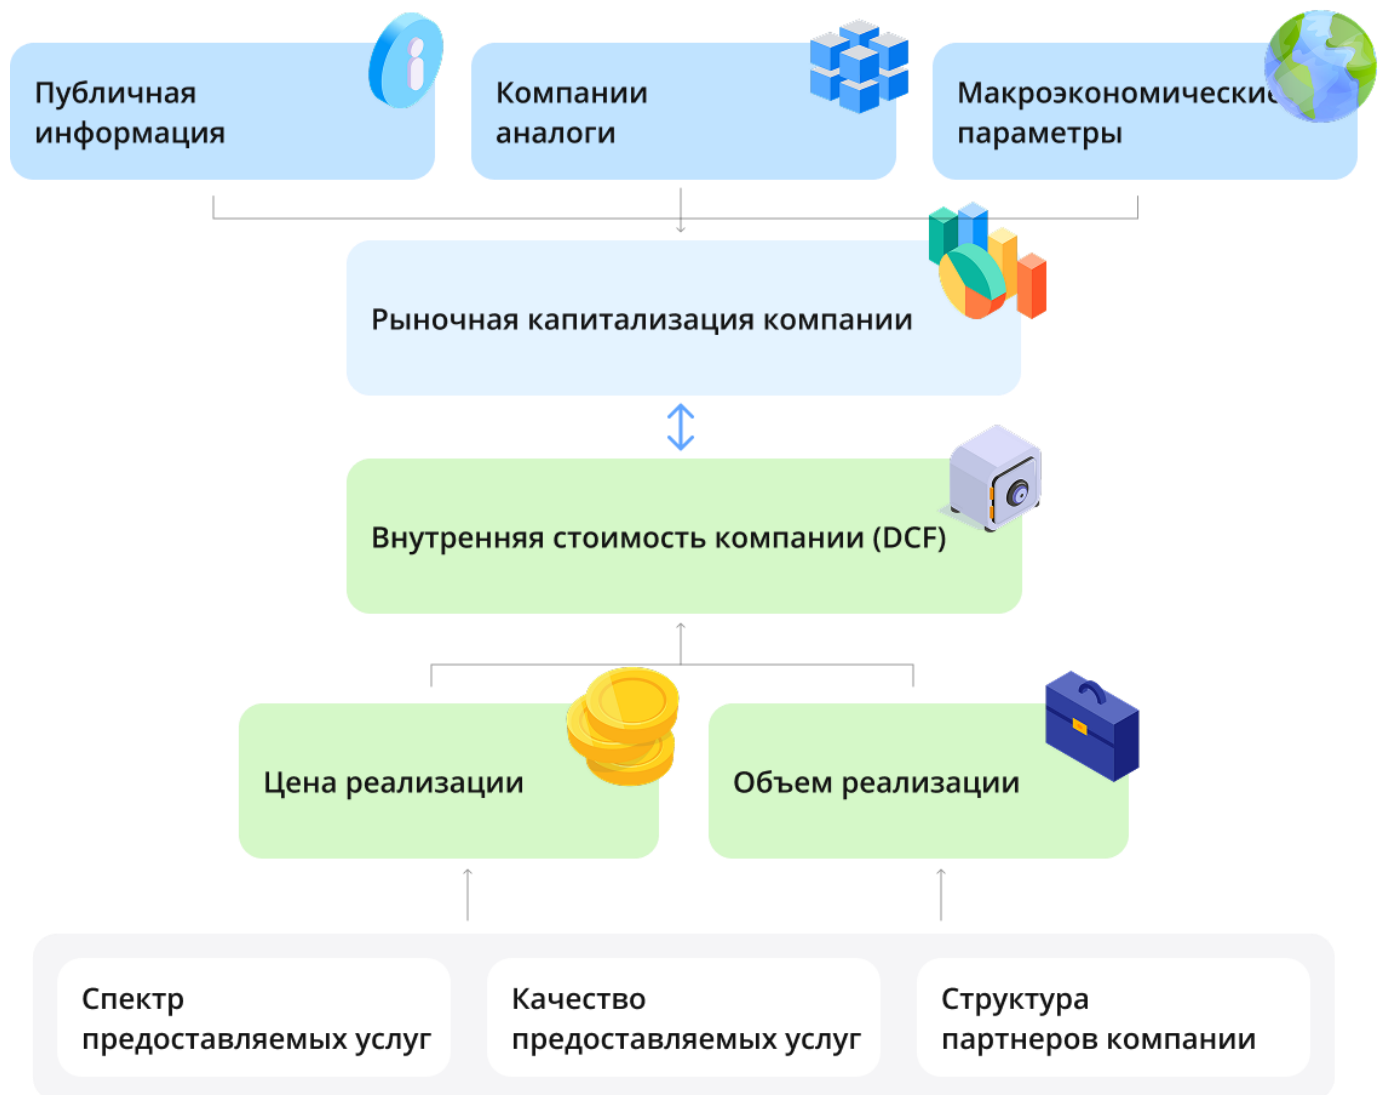 Публичная
информация
Компании
аналоги
Макроэкономические
параметры
Рыночная капитализация компании
Внутренняя стоимость компании (DCF)
Цена реализации
Объем реализации
Спектр
предоставляемых услуг
Качество
предоставляемых услуг
Структура
партнеров компании